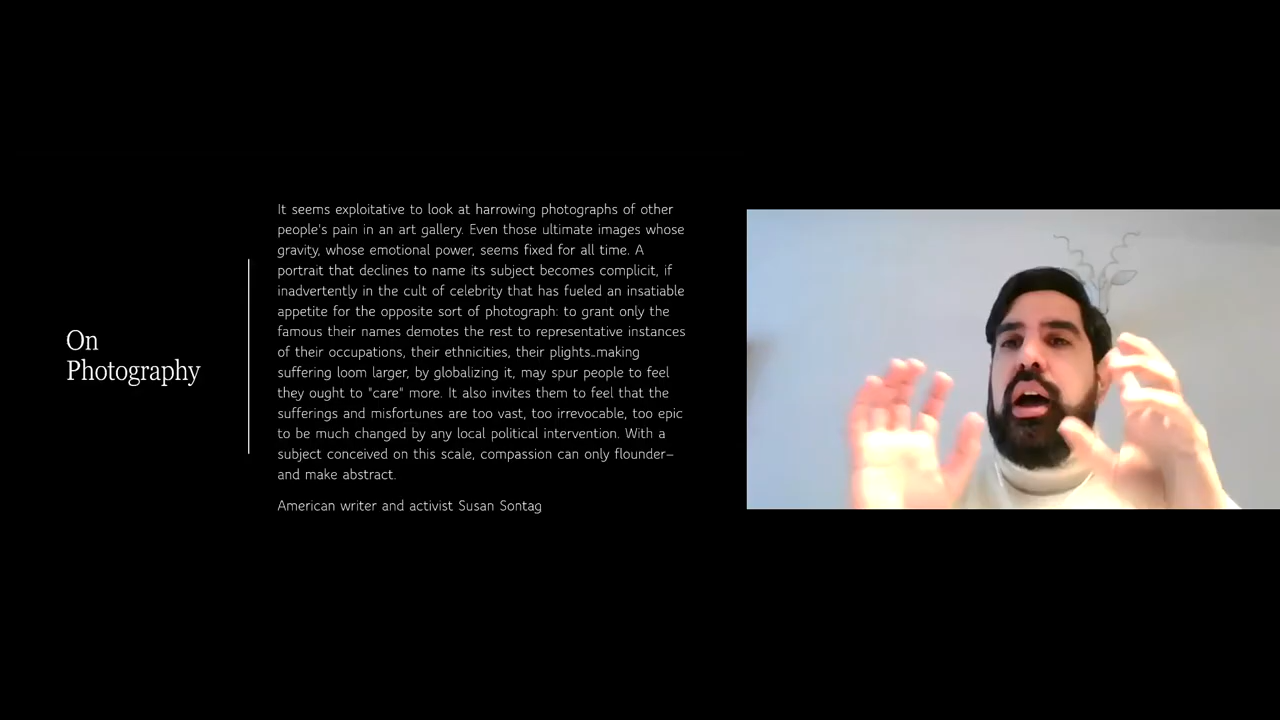 On
Photography
It seems exploitative to look at harrowing photographs of other
people's pain in an art gallery. Even those ultimate images whose
gravity, whose emotional power, seems fixed for all time. A
portrait that declines to name its subject becomes complicit, if
inadvertently in the cult of celebrity that has fueled an insatiable
appetite for the opposite sort of photograph: to grant only the
famous their names demotes the rest to representative instances
of their occupations, their ethnicities, their plights…making
suffering loom larger, by globalizing it, may spur people to feel
they ought to "care" more. It also invites them to feel that the
sufferings and misfortunes are too vast, too irrevocable, too epic
to be much changed by any local political intervention. With a
subject conceived on this scale, compassion can only flounder–
and make abstract.
American writer and activist Susan Sontag